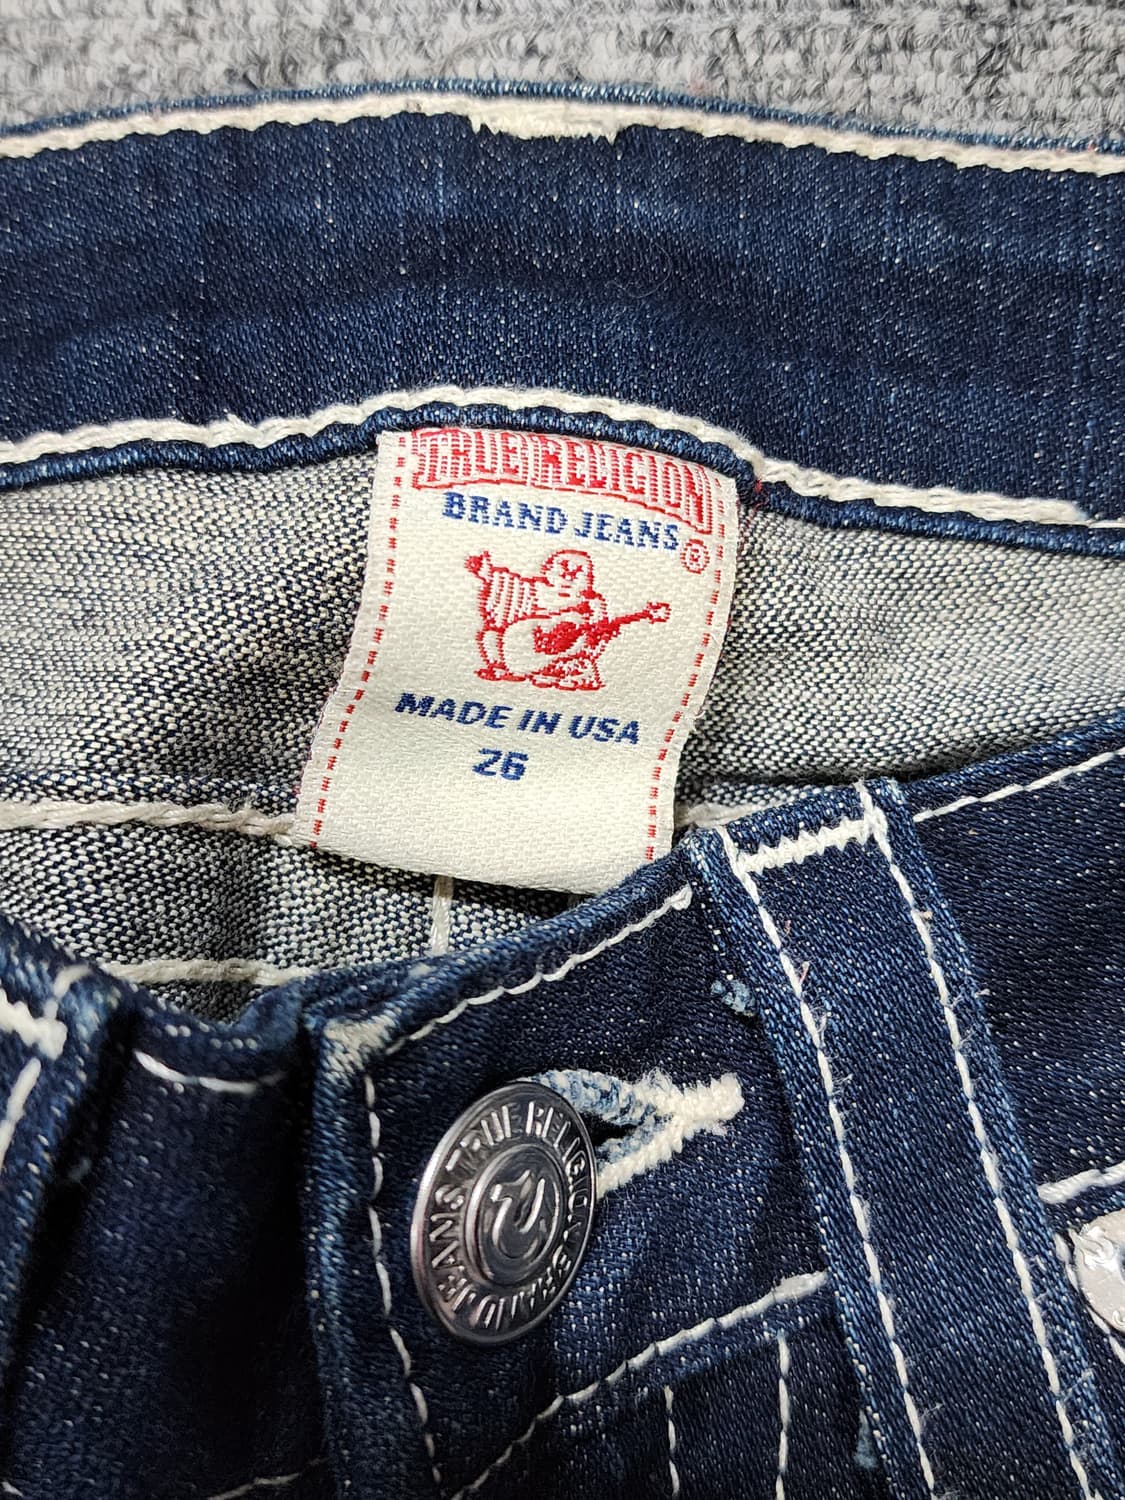 TRUE RELIGION
BRAND JEANS
®
MADE IN USA
26
TRUE RELIGION BRAND JEANS